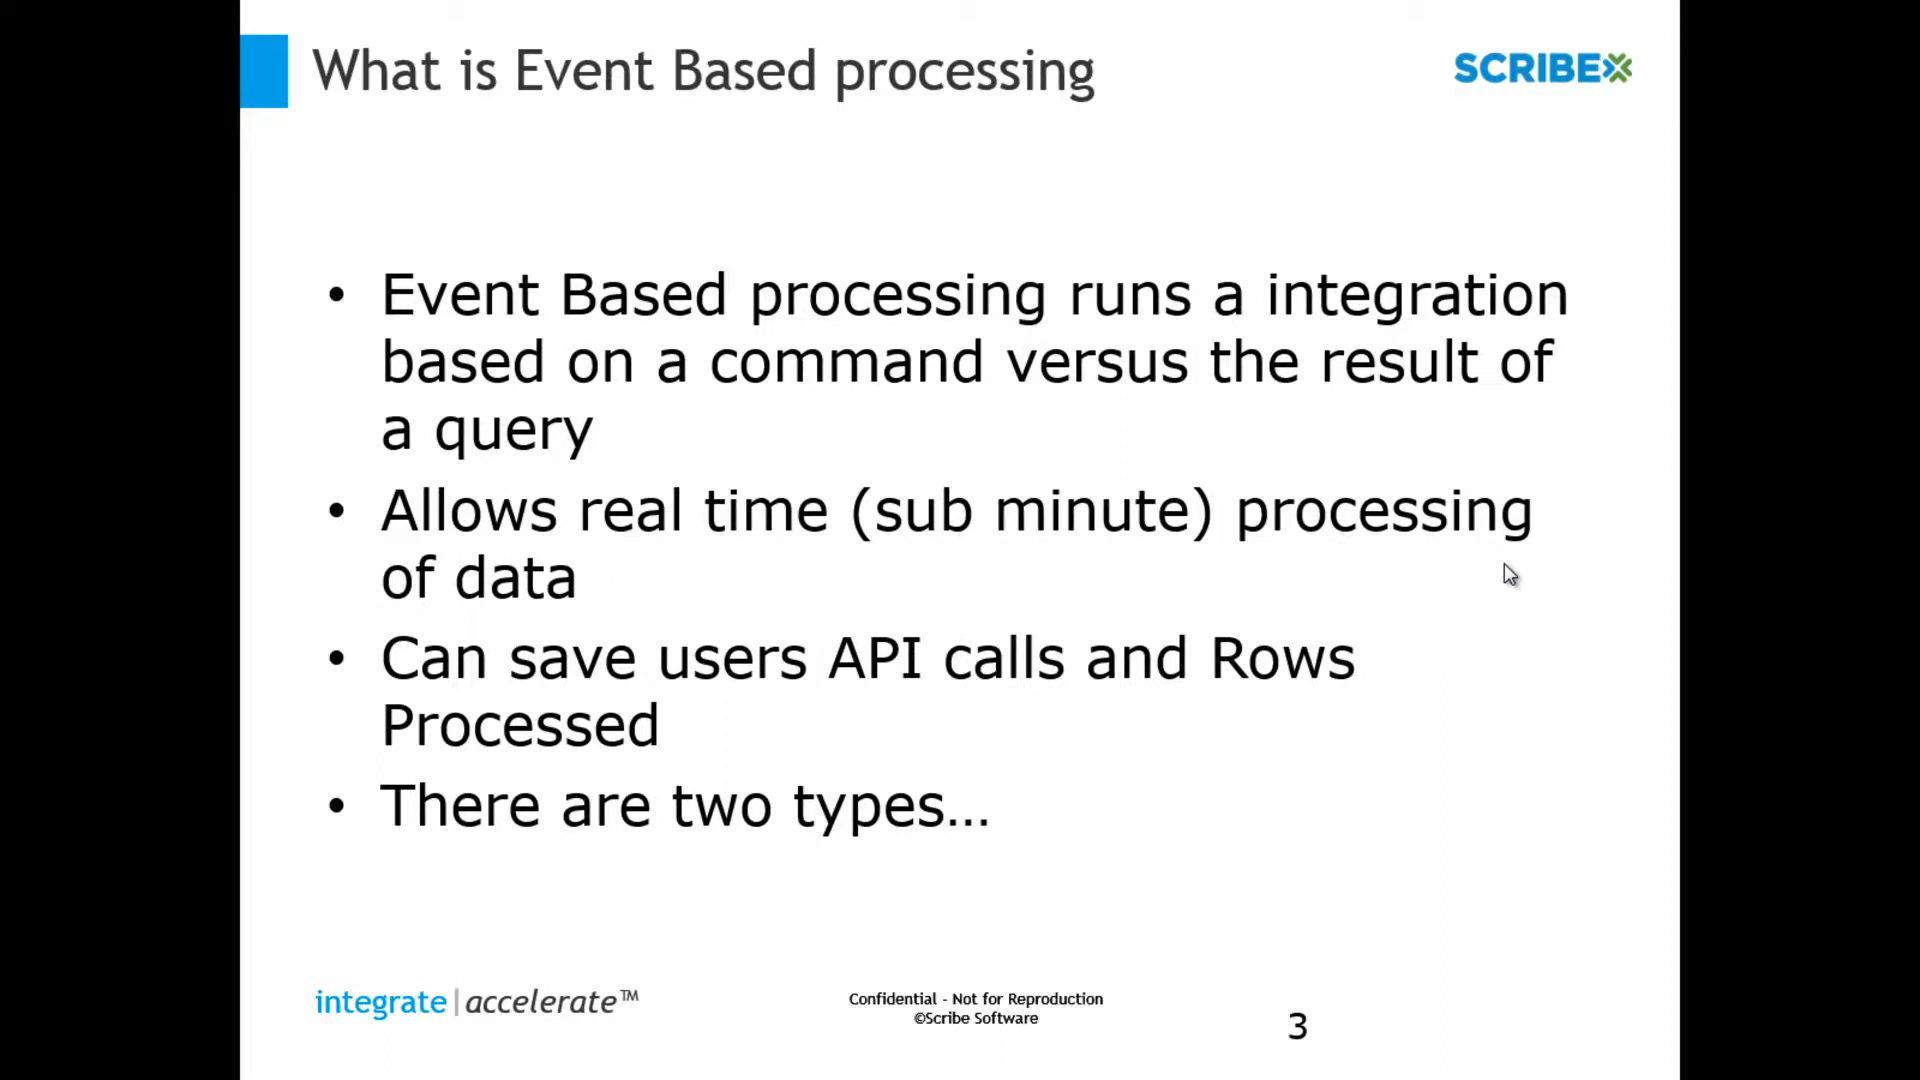 What is Event Based processing
SCRIBE
• Event Based processing runs a integration
based on a command versus the result of
a query
• Allows real time (sub minute) processing
of data
• Can save users API calls and Rows
Processed
• There are two types...
integrate|accelerate™
Confidential - Not for Reproduction
©Scribe Software
3